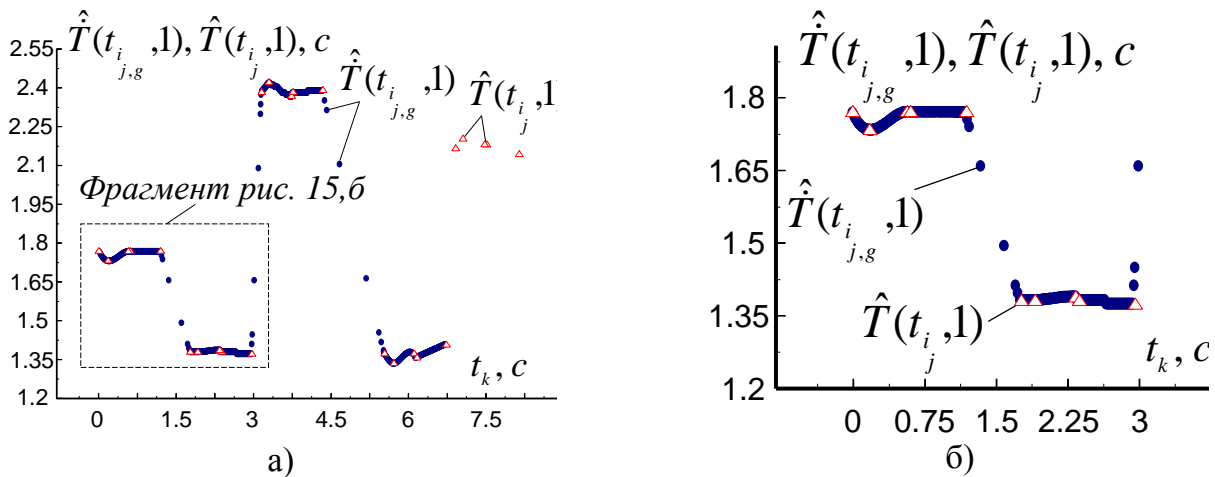 T̂̇(t_{i_{j,g}},1), T̂(t_{i_j},1), c
2.55
2.4
2.25
2.1
1.95
1.8
1.65
1.5
1.35
1.2
T̂̇(t_{i_{j,g}},1)
T̂(t_{i_j},1
Фрагмент рис. 15,б
t_k, c
0 1.5 3 4.5 6 7.5
а)
T̂̇(t_{i_{j,g}},1), T̂(t_{i_j},1), c
1.8
1.65
1.5
1.35
1.2
T̂̇(t_{i_{j,g}},1)
T̂(t_{i_j},1)
t_k, c
0 0.75 1.5 2.25 3
б)